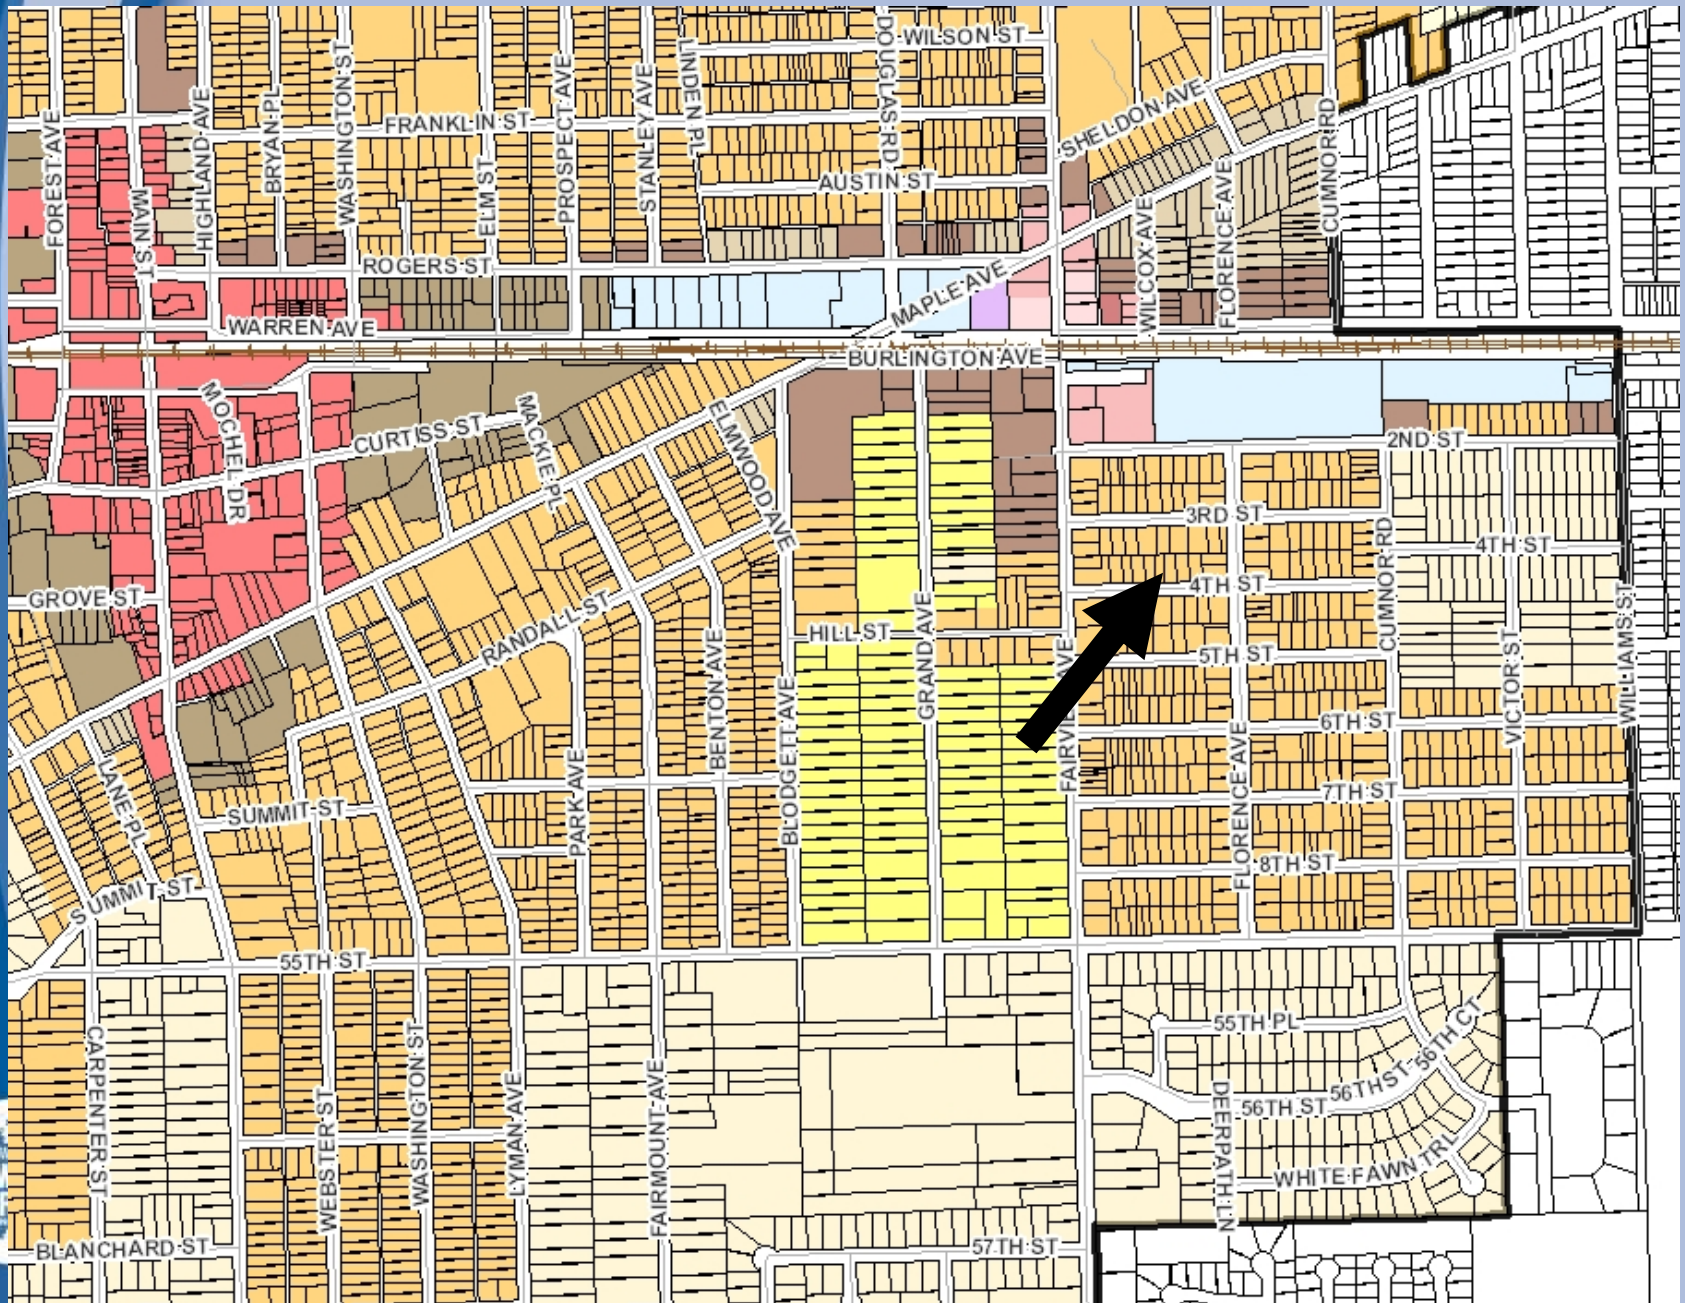 WILSON ST
DOUGLAS RD
LINDEN PL
STANLEY AVE
PROSPECT AVE
WASHINGTON ST
BRYAN PL
HIGHLAND AVE
FOREST AVE
FRANKLIN ST
SHELDON AVE
CUMNOR RD
ELM ST
AUSTIN ST
MAIN ST
FLORENCE AVE
WILCOX AVE
ROGERS ST
MAPLE AVE
WARREN AVE
BURLINGTON AVE
MOCHEL DR
CURTISS ST
MACKIE PL
ELMWOOD AVE
2ND ST
3RD ST
4TH ST
4TH ST
CUMNOR RD
GROVE ST
RANDALL ST
HILL ST
GRAND AVE
BENTON AVE
BLODGETT AVE
5TH ST
6TH ST
VICTOR ST
WILLIAMS ST
7TH ST
FLORENCE AVE
8TH ST
LANE PL
SUMMIT ST
PARK AVE
SUMMIT ST
55TH ST
CARPENTER ST
WEBSTER ST
WASHINGTON ST
LYMAN AVE
FAIRMOUNT AVE
55TH PL
56TH CT
56TH ST
56TH ST
DEERPATH LN
WHITE FAWN TRL
BLANCHARD ST
57TH ST